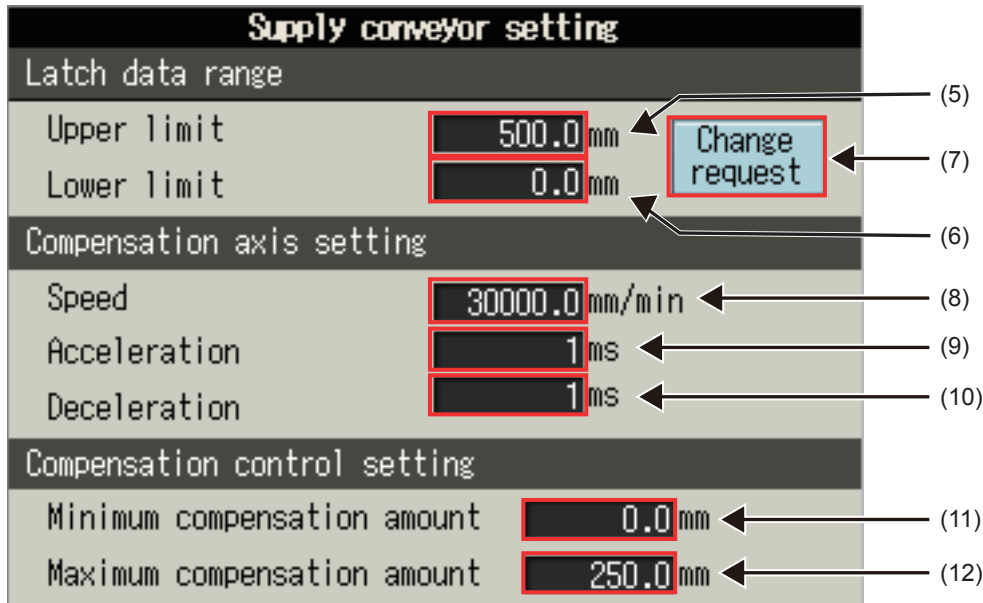 Supply conveyor setting
Latch data range
Upper limit 500.0 mm (5)
Change request (7)
Lower limit 0.0 mm (6)
Compensation axis setting
Speed 30000.0 mm/min (8)
Acceleration 1 ms (9)
Deceleration 1 ms (10)
Compensation control setting
Minimum compensation amount 0.0 mm (11)
Maximum compensation amount 250.0 mm (12)